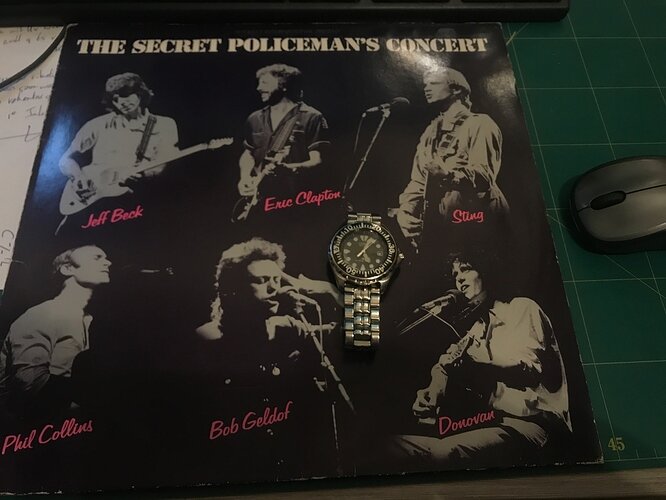 THE SECRET POLICEMAN'S CONCERT
Jeff Beck
Eric Clapton
Sting
Phil Collins
Bob Geldof
Donovan
45